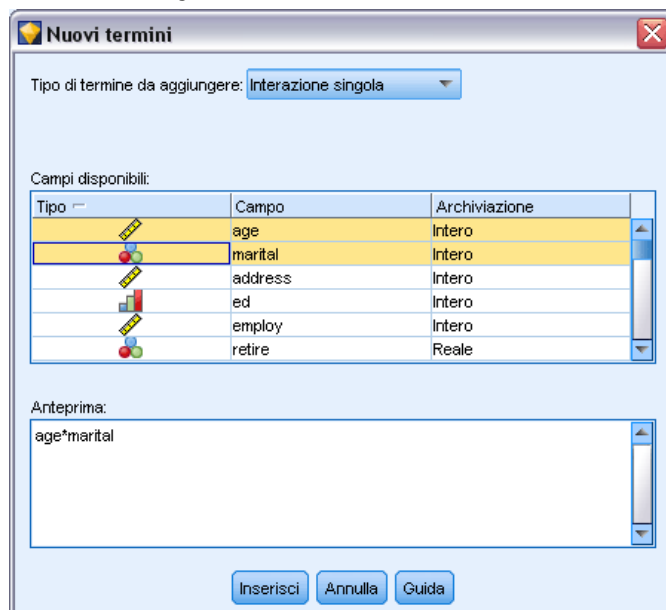 Nuovi termini
Tipo di termine da aggiungere: Interazione singola
Campi disponibili:
Tipo Campo Archiviazione
age Intero
marital Intero
address Intero
ed Intero
employ Intero
retire Reale
Anteprima:
age*marital
Inserisci Annulla Guida